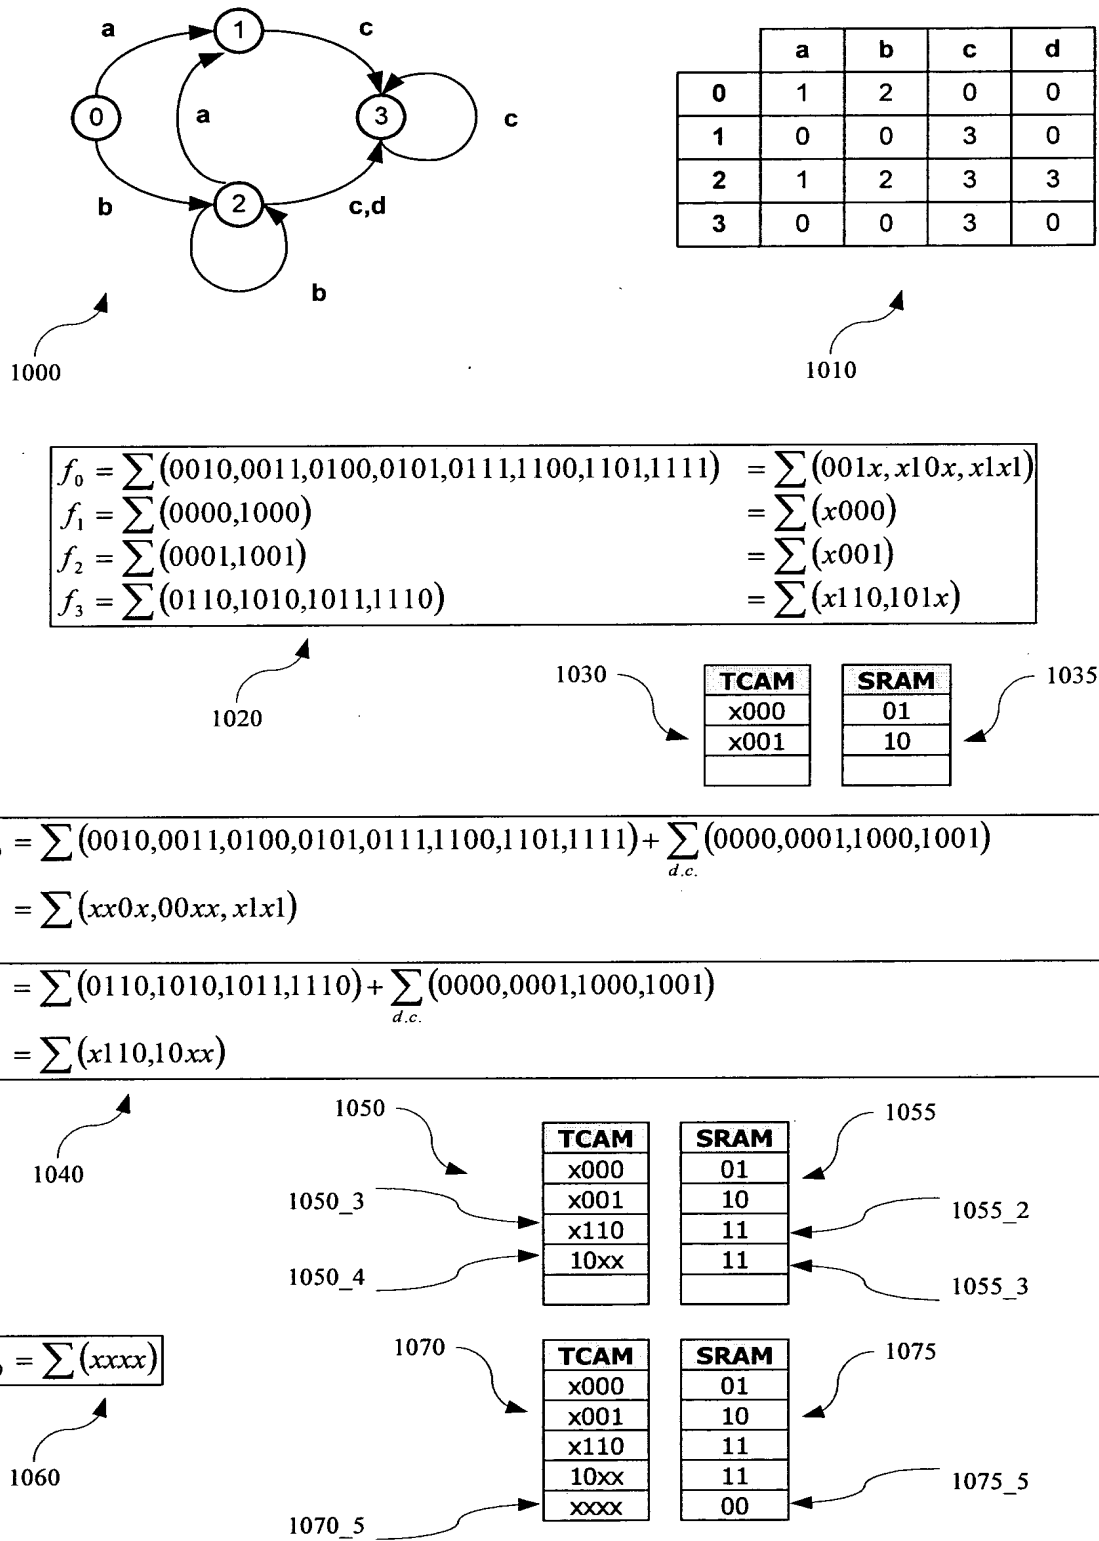 a
1
c
0
a
3
c
b
2
c,d
b
1000
a b c d
0 1 2 0 0
1 0 0 3 0
2 1 2 3 3
3 0 0 3 0
1010
f₀ = ∑(0010,0011,0100,0101,0111,1100,1101,1111) = ∑(001x, x10x, x1x1)
f₁ = ∑(0000,1000) = ∑(x000)
f₂ = ∑(0001,1001) = ∑(x001)
f₃ = ∑(0110,1010,1011,1110) = ∑(x110,101x)
1020
1030
TCAM SRAM
x000 01
x001 10
1035
= ∑(0010,0011,0100,0101,0111,1100,1101,1111) + ∑(0000,0001,1000,1001)
d.c.
= ∑(xx0x,00xx, x1x1)
= ∑(0110,1010,1011,1110) + ∑(0000,0001,1000,1001)
d.c.
= ∑(x110,10xx)
1040
1050
TCAM SRAM
x000 01
x001 10
x110 11
10xx 11
1055
1050_3
1055_2
1050_4
1055_3
= ∑(xxxx)
1060
1070
TCAM SRAM
x000 01
x001 10
x110 11
10xx 11
xxxx 00
1075
1070_5
1075_5